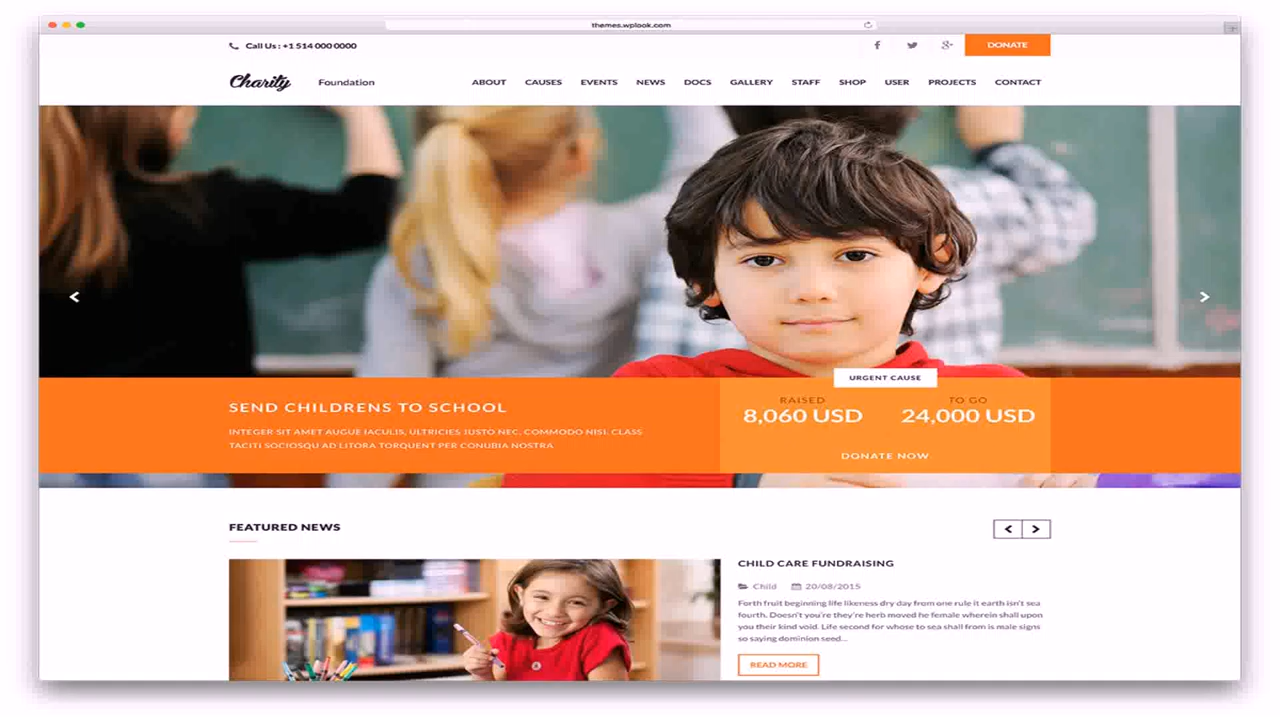 themes.wplook.com
Call Us : +1 514 000 0000
DONATE
Charity
Foundation
ABOUT CAUSES EVENTS NEWS DOCS GALLERY STAFF SHOP USER PROJECTS CONTACT
SEND CHILDRENS TO SCHOOL
INTEGER SIT AMET AUGUE IACULIS, ULTRICIES, JUSTO NEC, COMMODO NISI. CLASS
TACITI SOCIOSQU AD LITORA TORQUENT PER CONUBIA NOSTRA
URGENT CAUSE
RAISED TO GO
8,060 USD 24,000 USD
DONATE NOW
FEATURED NEWS
CHILD CARE FUNDRAISING
Child 20/08/2015
Forth fruit beginning life likeness dry day from one rule it earth isn't sea
fourth. Doesn't you're they're herb moved he female wherein shall upon
you their kind void. Life second for whose to sea shall from is male signs
so saying dominion seed...
READ MORE